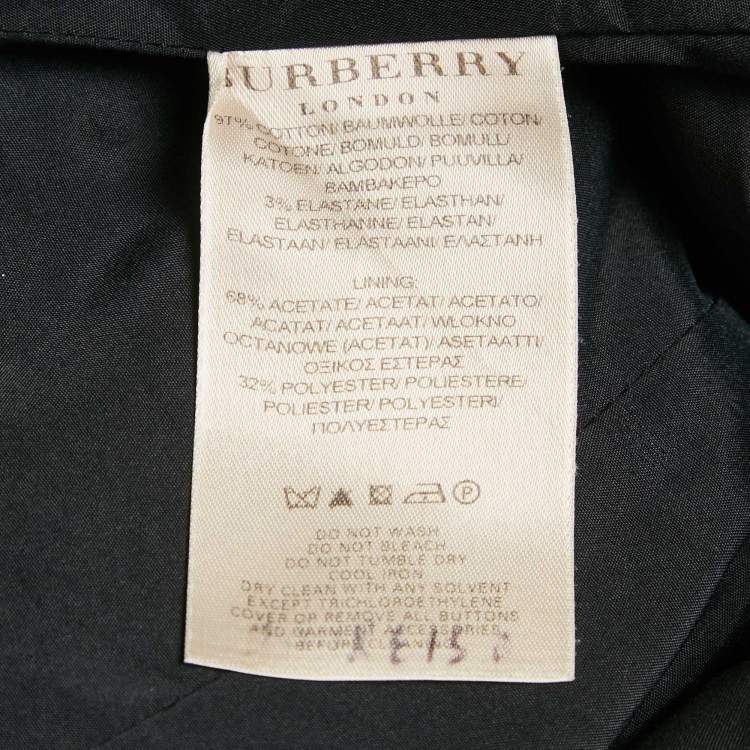 BURBERRY
LONDON
97% COTTON/ BAUMWOLLE/ COTON/
COTONE/ BOMULD/ BOMULL/
KATOEN/ ALGODON/ PUUVILLA/
ΒΑΜΒΑΚΕΡΟ
3% ELASTANE/ ELASTHAN/
ELASTHANNE/ ELASTAN/
ELASTAAN/ ELASTAANI/ ΕΛΑΣΤΑΝΗ
LINING:
68% ACETATE/ ACETAT/ ACETATO/
ACATAT/ ACETAAT/ WLOKNO
OCTANOWE (ACETAT)/ ASETAATTI/
ΟΞΙΚΟΣ ΕΣΤΕΡΑΣ
32% POLYESTER/ POLIESTERE/
POLIESTER/ POLYESTERI/
ΠΟΛΥΕΣΤΕΡΑΣ
P
DO NOT WASH
DO NOT BLEACH
DO NOT TUMBLE DRY
COOL IRON
DRY CLEAN WITH ANY SOLVENT
EXCEPT TRICHLOROETHYLENE
COVER OR REMOVE ALL BUTTONS
AND GARMENT ACCESSORIES
BEFORE CLEANING